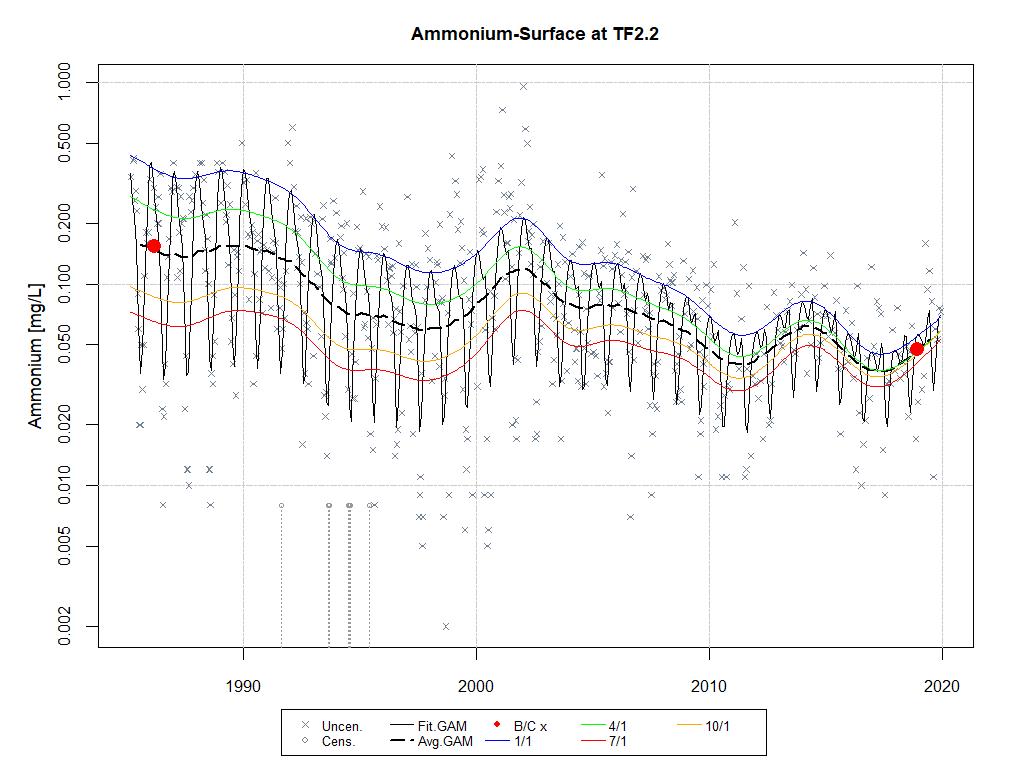 Ammonium-Surface at TF2.2
Ammonium [mg/L]
1.000
0.500
0.200
0.100
0.050
0.020
0.010
0.005
0.002
1990 2000 2010 2020
Uncen. Fit.GAM B/C x 4/1 10/1
Cens. Avg.GAM 1/1 7/1